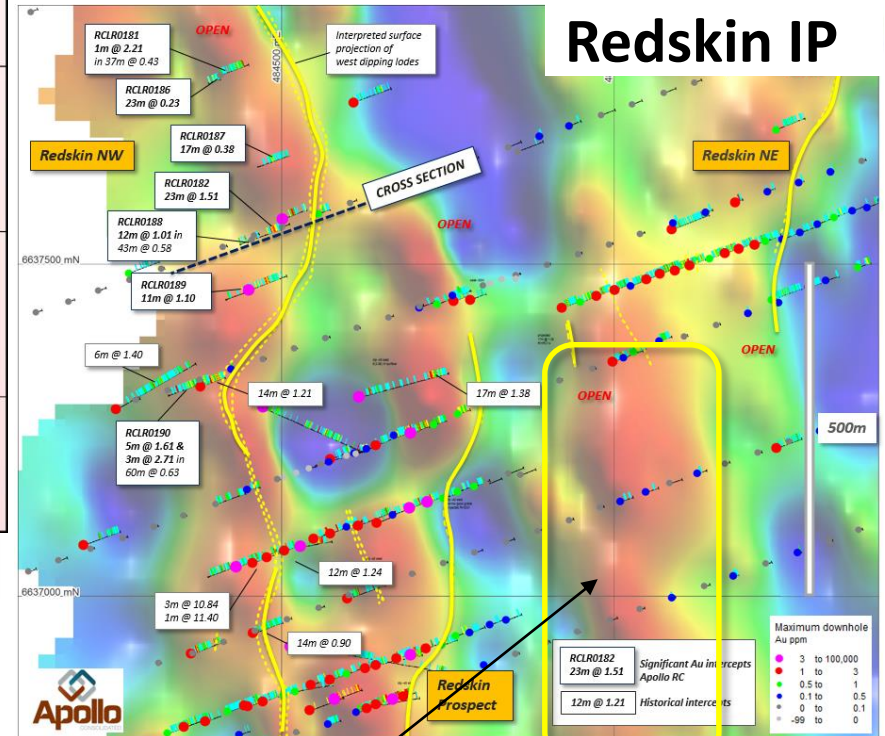 Redskin IP
RCLR0181
1m @ 2.21
in 37m @ 0.43
OPEN
484500 mE
Interpreted surface
projection of
west dipping lodes
RCLR0186
23m @ 0.23
Redskin NW
RCLR0187
17m @ 0.38
Redskin NE
RCLR0182
23m @ 1.51
CROSS SECTION
RCLR0188
12m @ 1.01 in
43m @ 0.58
OPEN
6637500 mN
RCLR0189
11m @ 1.10
6m @ 1.40
OPEN
14m @ 1.21
17m @ 1.38
OPEN
RCLR0190
5m @ 1.61 &
3m @ 2.71 in
60m @ 0.63
500m
12m @ 1.24
6637000 mN
3m @ 10.84
1m @ 11.40
14m @ 0.90
Maximum downhole
Au ppm
3 to 100,000
1 to 3
0.5 to 1
0.1 to 0.5
0 to 0.1
-99 to 0
RCLR0182
23m @ 1.51
Significant Au intercepts
Apollo RC
12m @ 1.21
Historical intercepts
Redskin
Prospect
Apollo
CONSOLIDATED